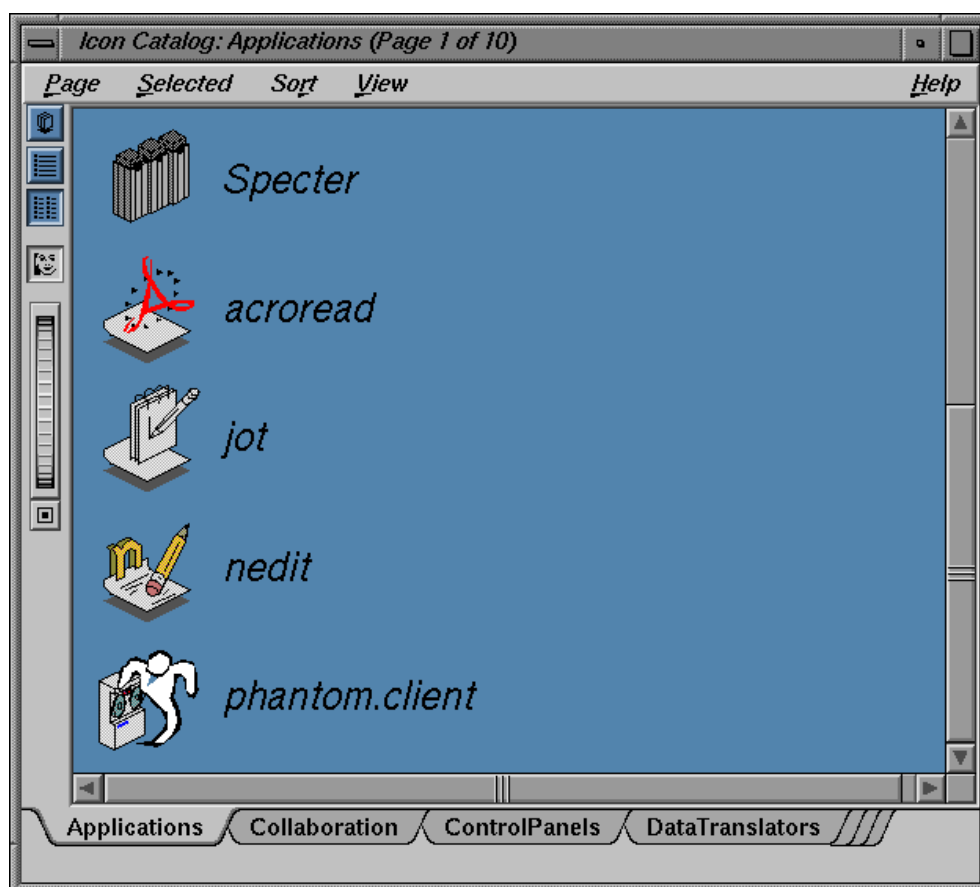 Icon Catalog: Applications (Page 1 of 10)
Page Selected Sort View Help
Specter
acroread
jot
nedit
phantom.client
Applications Collaboration ControlPanels DataTranslators